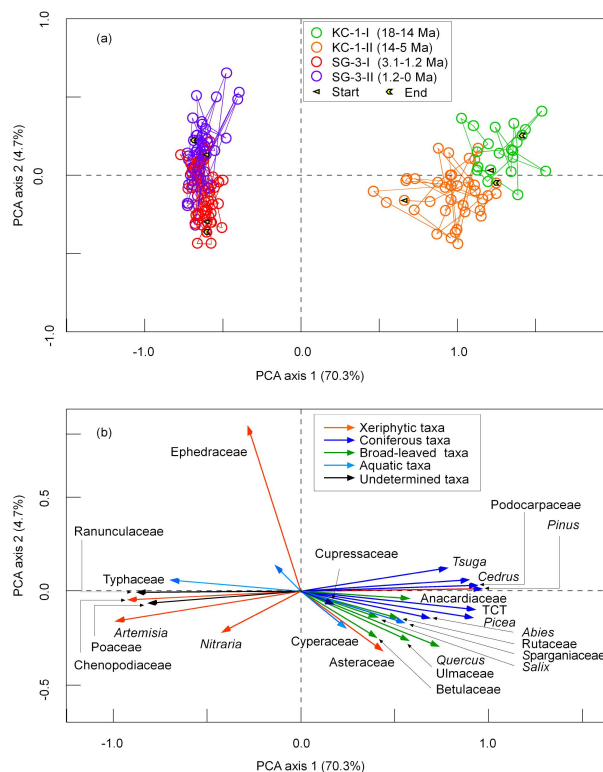 1.0
(a)
KC-1-I (18-14 Ma)
KC-1-II (14-5 Ma)
SG-3-I (3.1-1.2 Ma)
SG-3-II (1.2-0 Ma)
Start End
PCA axis 2 (4.7%)
0.0
-1.0
-1.0 0.0 1.0
PCA axis 1 (70.3%)
(b)
Xeriphytic taxa
Coniferous taxa
Broad-leaved taxa
Aquatic taxa
Undetermined taxa
Ephedraceae
Podocarpaceae
Pinus
Ranunculaceae
Cupressaceae
Tsuga
Typhaceae
Cedrus
PCA axis 2 (4.7%)
0.5
0.0
-0.5
Anacardiaceae
TCT
Artemisia
Nitraria
Cyperaceae
Picea
Abies
Poaceae
Rutaceae
Chenopodiaceae
Asteraceae
Quercus
Sparganiaceae
Ulmaceae
Salix
Betulaceae
-1.0 0.0 1.0
PCA axis 1 (70.3%)